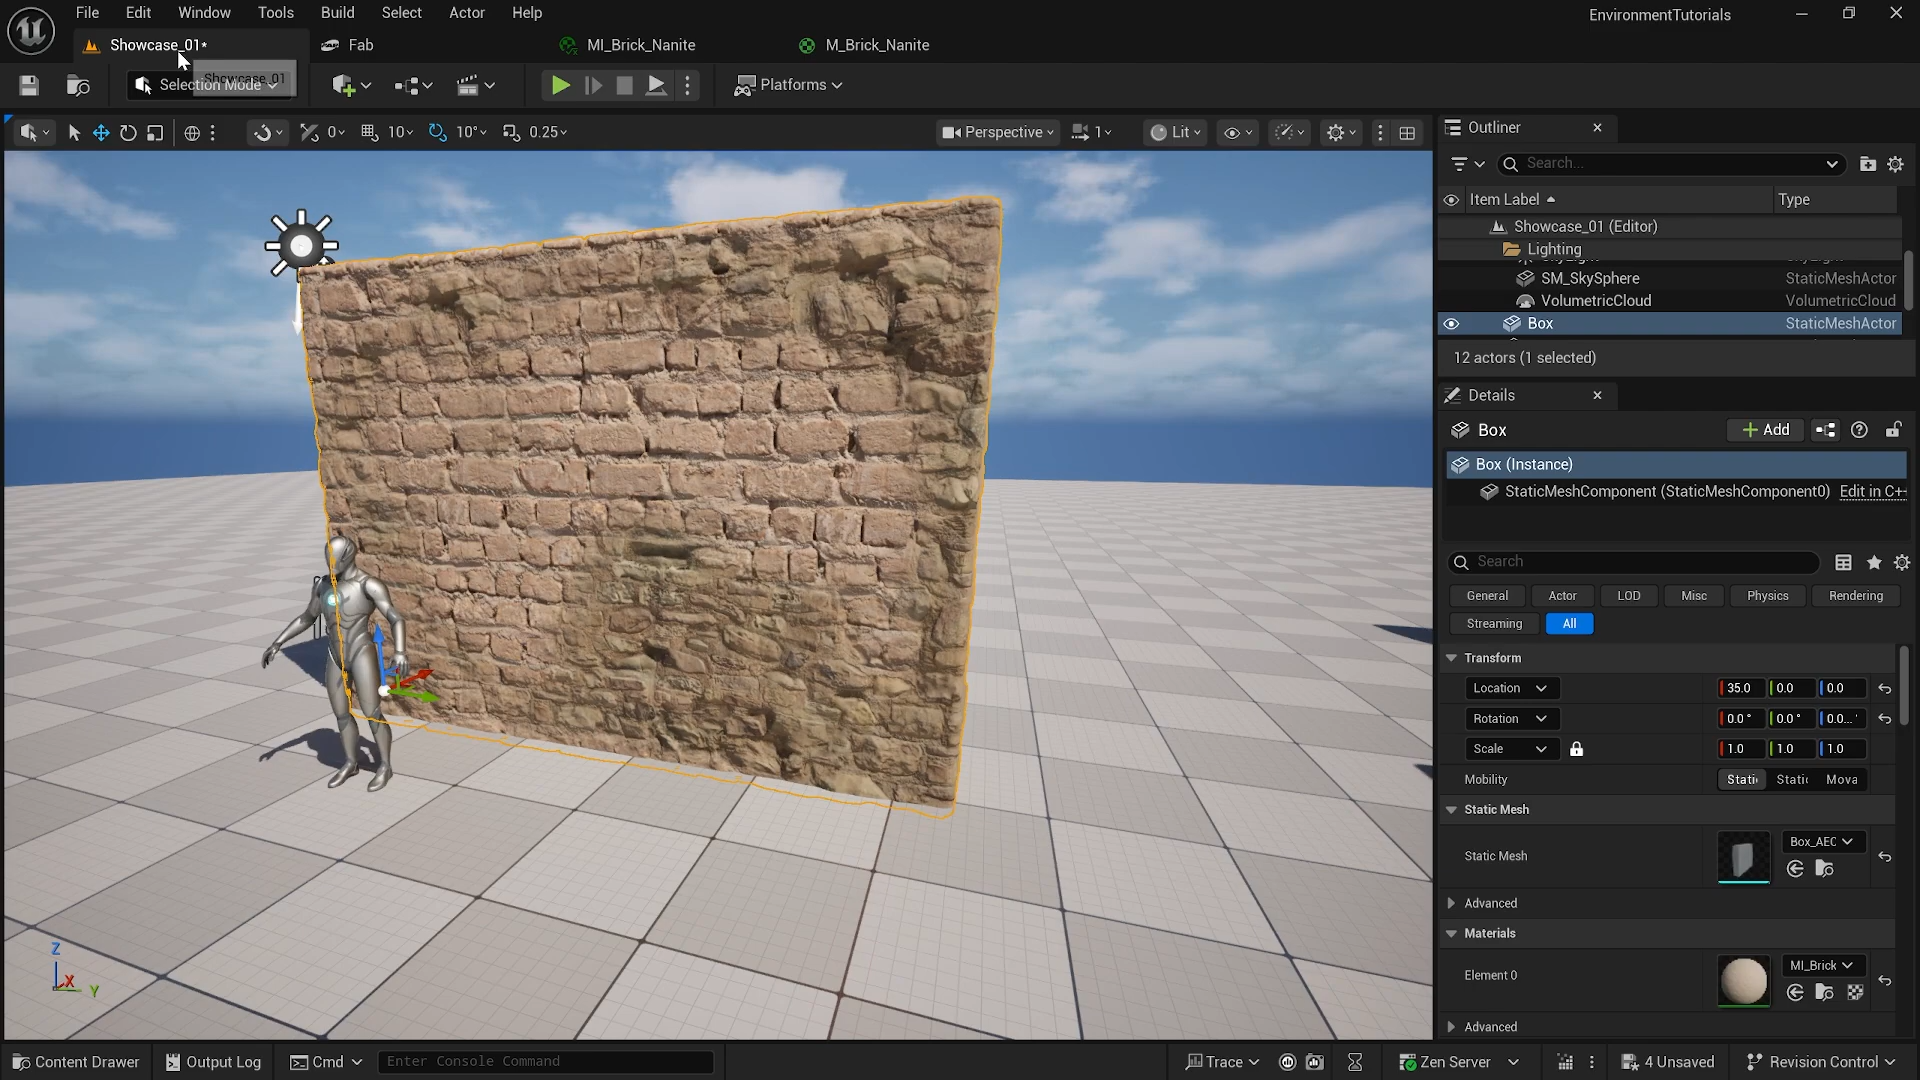 File Edit Window Tools Build Select Actor Help
EnvironmentTutorials
Showcase_01*
Fab
MI_Brick_Nanite
M_Brick_Nanite
Showcase_01
Selection Mode
Platforms
0
10
10°
0.25
Perspective
1
Lit
Outliner
Search...
Item Label
Type
Showcase_01 (Editor)
Lighting
SM_SkySphere StaticMeshActor
VolumetricCloud VolumetricCloud
Box StaticMeshActor
12 actors (1 selected)
Details
Box
Add
Box (Instance)
StaticMeshComponent (StaticMeshComponent0) Edit in C++
Search
General Actor LOD Misc Physics Rendering
Streaming All
Transform
Location 35.0 0.0 0.0
Rotation 0.0° 0.0° 0.0...
Scale 1.0 1.0 1.0
Mobility Stati Static Mova
Static Mesh
Static Mesh
Box_AEC
Advanced
Materials
Element 0
MI_Brick
Advanced
Z
X
Y
Content Drawer Output Log Cmd Enter Console Command Trace Zen Server 4 Unsaved Revision Control